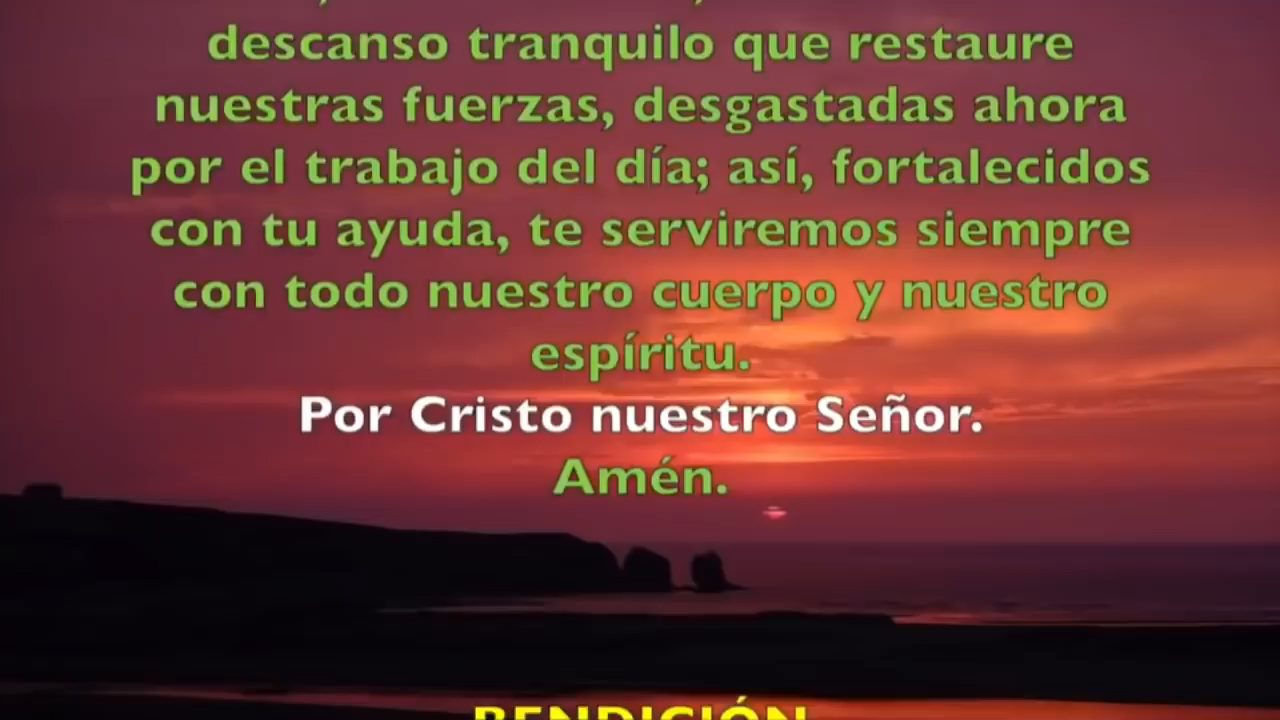 descanso tranquilo que restaure
nuestras fuerzas, desgastadas ahora
por el trabajo del día; así, fortalecidos
con tu ayuda, te serviremos siempre
con todo nuestro cuerpo y nuestro
espíritu.
Por Cristo nuestro Señor.
Amén.
BENDICIÓN